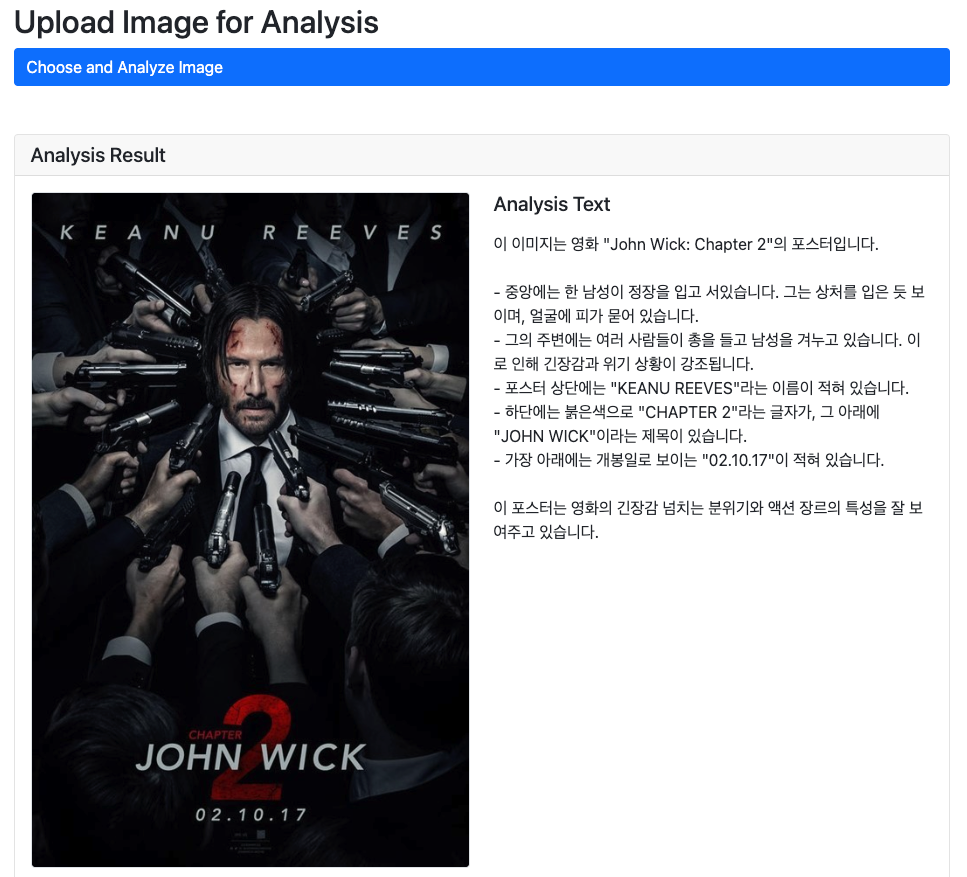 Upload Image for Analysis
Choose and Analyze Image
Analysis Result
KEANU REEVES
CHAPTER
2
JOHN WICK
02.10.17
Analysis Text
이 이미지는 영화 "John Wick: Chapter 2"의 포스터입니다.
- 중앙에는 한 남성이 정장을 입고 서있습니다. 그는 상처를 입은 듯 보
이며, 얼굴에 피가 묻어 있습니다.
- 그의 주변에는 여러 사람들이 총을 들고 남성을 겨누고 있습니다. 이
로 인해 긴장감과 위기 상황이 강조됩니다.
- 포스터 상단에는 "KEANU REEVES"라는 이름이 적혀 있습니다.
- 하단에는 붉은색으로 "CHAPTER 2"라는 글자가, 그 아래에
"JOHN WICK"이라는 제목이 있습니다.
- 가장 아래에는 개봉일로 보이는 "02.10.17"이 적혀 있습니다.
이 포스터는 영화의 긴장감 넘치는 분위기와 액션 장르의 특성을 잘 보
여주고 있습니다.